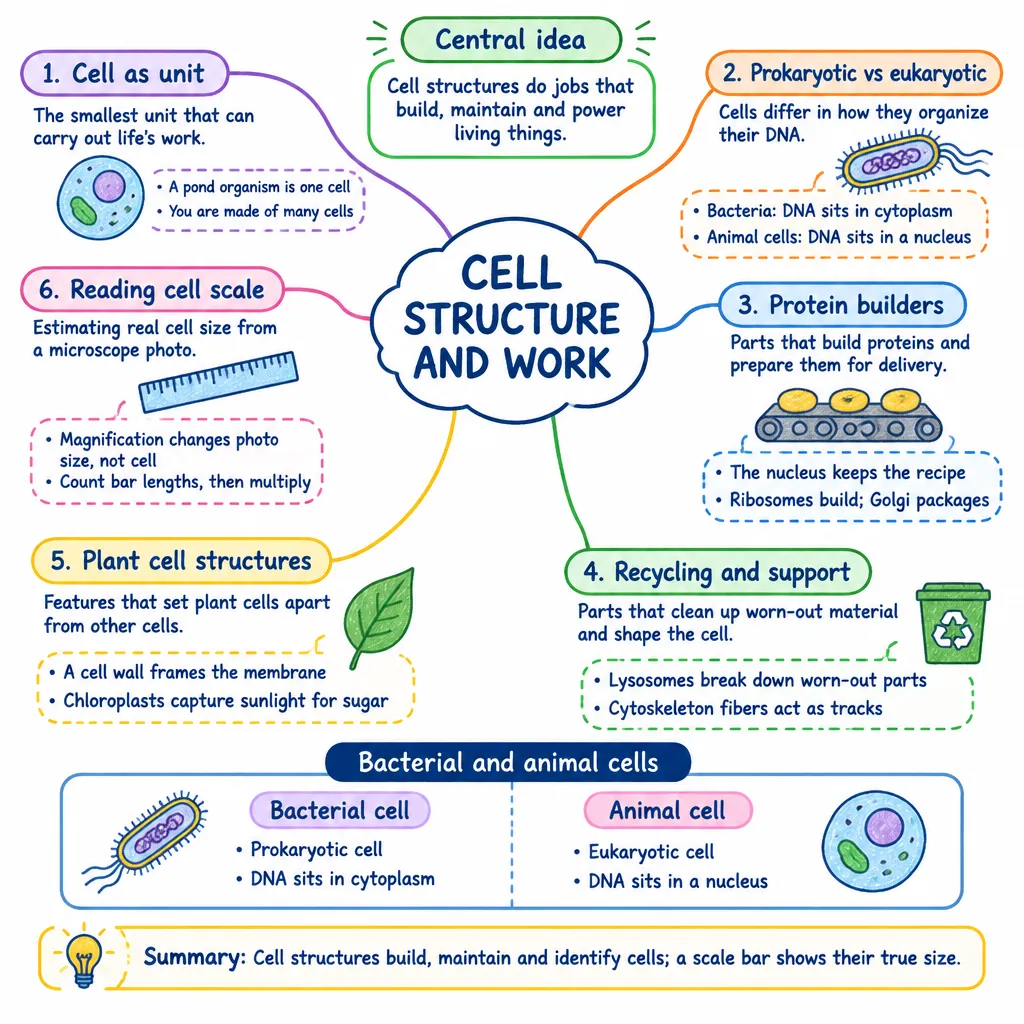 Central idea
Cell structures do jobs that
build, maintain and power
living things.
1. Cell as unit
The smallest unit that can
carry out life's work.
• A pond organism is one cell
• You are made of many cells
2. Prokaryotic vs eukaryotic
Cells differ in how they organize
their DNA.
• Bacteria: DNA sits in cytoplasm
• Animal cells: DNA sits in a nucleus
CELL
STRUCTURE
AND WORK
6. Reading cell scale
Estimating real cell size from
a microscope photo.
• Magnification changes photo
size, not cell
• Count bar lengths, then multiply
3. Protein builders
Parts that build proteins and
prepare them for delivery.
• The nucleus keeps the recipe
• Ribosomes build; Golgi packages
5. Plant cell structures
Features that set plant cells apart
from other cells.
• A cell wall frames the membrane
• Chloroplasts capture sunlight for sugar
4. Recycling and support
Parts that clean up worn-out material
and shape the cell.
• Lysosomes break down worn-out parts
• Cytoskeleton fibers act as tracks
Bacterial and animal cells
Bacterial cell
• Prokaryotic cell
• DNA sits in cytoplasm
Animal cell
• Eukaryotic cell
• DNA sits in a nucleus
Summary: Cell structures build, maintain and identify cells; a scale bar shows their true size.